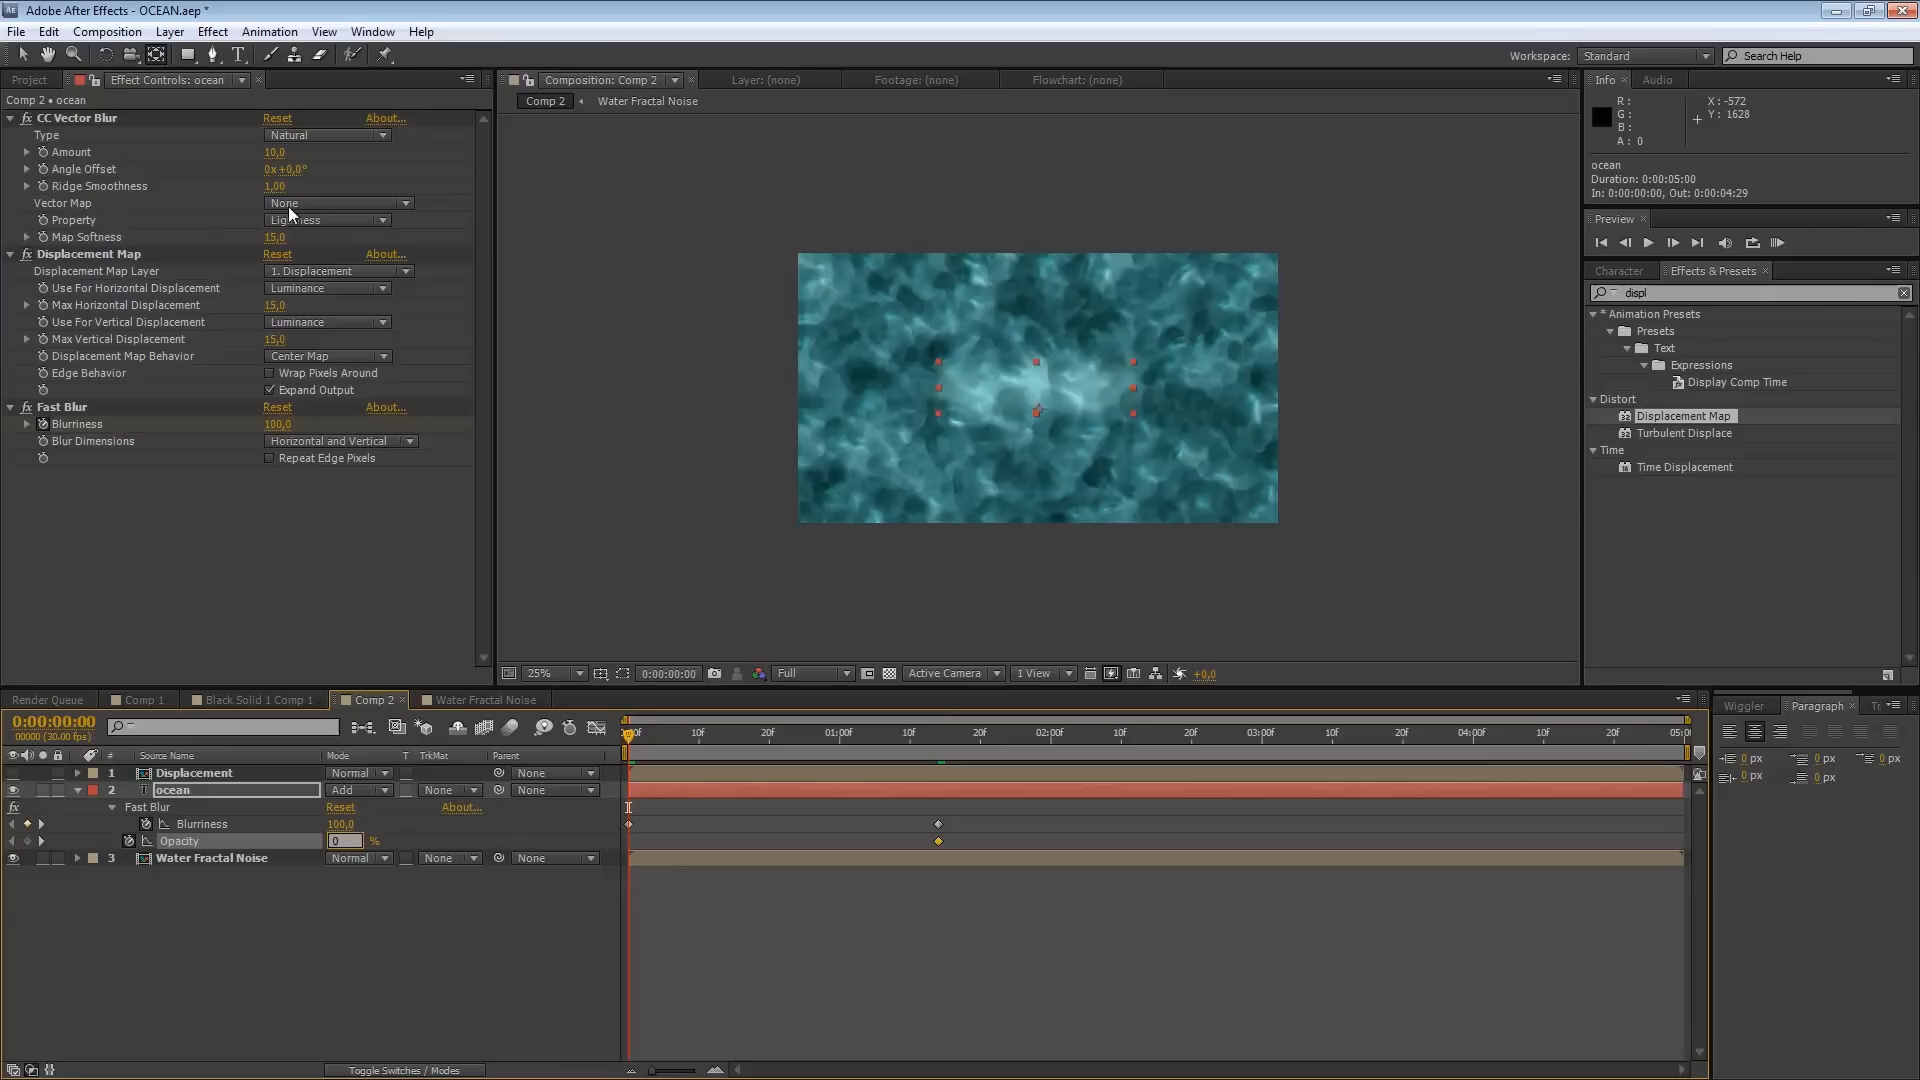 Adobe After Effects - OCEAN.aep *
File Edit Composition Layer Effect Animation View Window Help
Workspace: Standard Search Help
Project Effect Controls: ocean Composition: Comp 2 Layer: (none) Footage: (none) Flowchart: (none) Info Audio
Comp 2 • ocean
Comp 2 Water Fractal Noise
CC Vector Blur Reset About...
Type Natural
Amount 10,0
Angle Offset 0x+0,0°
Ridge Smoothness 1,00
Vector Map None
Property
Map Softness 15,0
Displacement Map Reset About...
Displacement Map Layer 1. Displacement
Use For Horizontal Displacement Luminance
Max Horizontal Displacement 15,0
Use For Vertical Displacement Luminance
Max Vertical Displacement 15,0
Displacement Map Behavior Center Map
Edge Behavior Wrap Pixels Around
Expand Output
Fast Blur Reset About...
Blurriness 100,0
Blur Dimensions Horizontal and Vertical
Repeat Edge Pixels
R : X : -572
G : Y : 1628
B :
A : 0
ocean
Duration: 0:00:05:00
In: 0:00:00:00, Out: 0:00:04:29
Preview
Character Effects & Presets
displ
* Animation Presets
Presets
Text
Expressions
Display Comp Time
Distort
Displacement Map
Turbulent Displace
Time
Time Displacement
25% 0:00:00:00 Full Active Camera 1 View +0,0
Render Queue Comp 1 Black Solid 1 Comp 1 Comp 2 Water Fractal Noise
0:00:00:00
00000 (30.00 fps)
10f 20f 01:00f 10f 20f 02:00f 10f 20f 03:00f 10f 20f 04:00f 10f 20f
# Source Name Mode T TrkMat Parent
1 Displacement Normal None
2 T ocean Add None None
fx Fast Blur Reset About...
Blurriness 100,0
Opacity 0 %
3 Water Fractal Noise Normal None None
Toggle Switches / Modes
Wiggler Paragraph
0 px 0 px 0 px
0 px 0 px